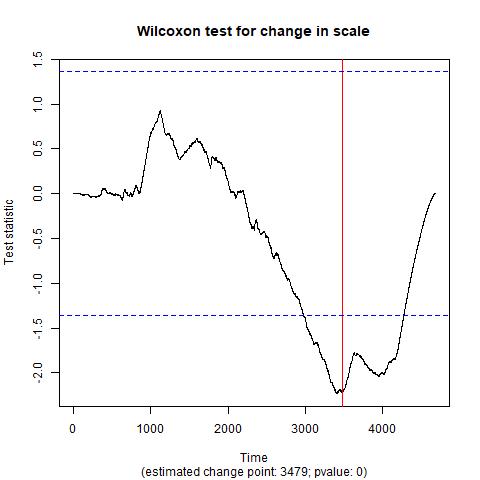 Wilcoxon test for change in scale
Test statistic
1.5
1.0
0.5
0.0
-0.5
-1.0
-1.5
-2.0
0 1000 2000 3000 4000
Time
(estimated change point: 3479; pvalue: 0)